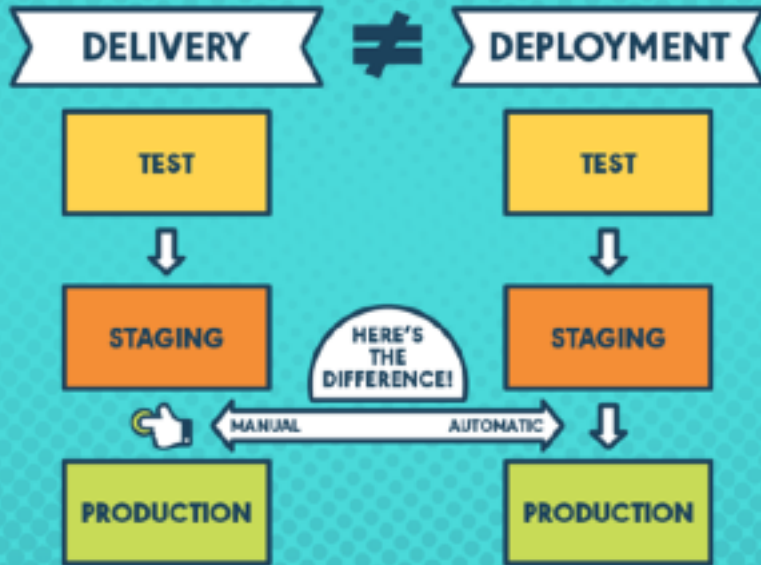 DELIVERY ≠ DEPLOYMENT
TEST
TEST
STAGING
HERE'S
THE
DIFFERENCE!
STAGING
MANUAL
AUTOMATIC
PRODUCTION
PRODUCTION